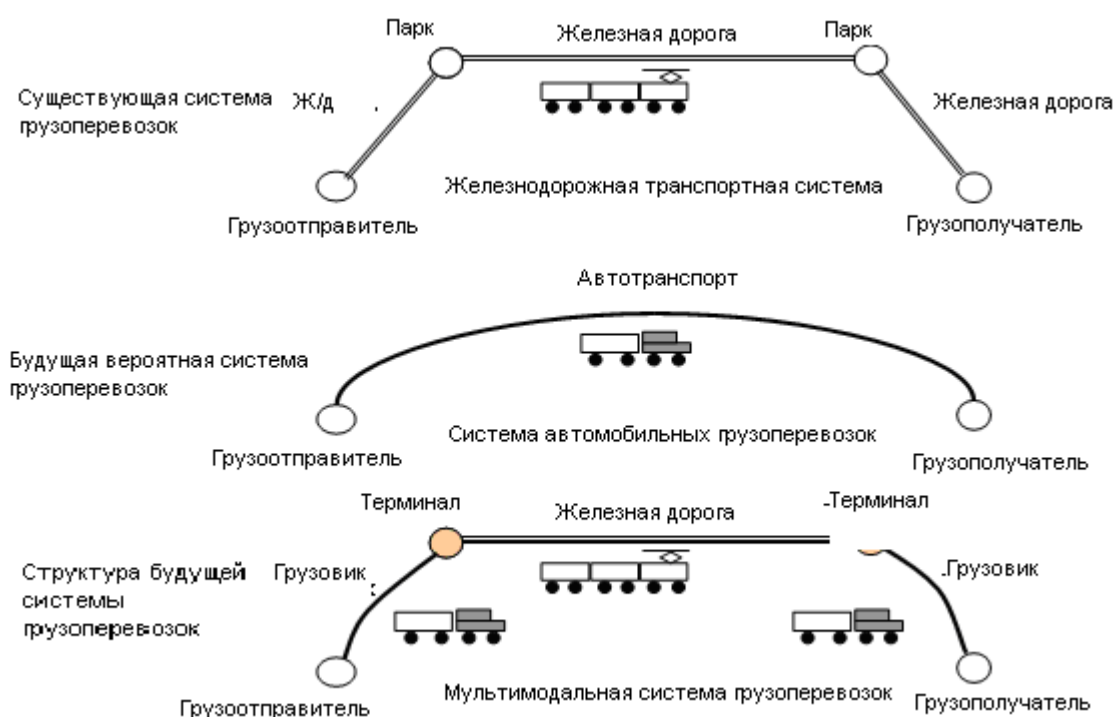 Парк
Железная дорога
Парк
Существующая система
грузоперевозок
Ж/д
Железная дорога
Железнодорожная транспортная система
Грузоотправитель
Грузополучатель
Автотранспорт
Будущая вероятная система
грузоперевозок
Система автомобильных грузоперевозок
Грузоотправитель
Грузополучатель
Терминал
Железная дорога
Терминал
Структура будущей
системы
грузоперевозок
Грузовик
Грузовик
Мультимодальная система грузоперевозок
Грузоотправитель
Грузополучатель